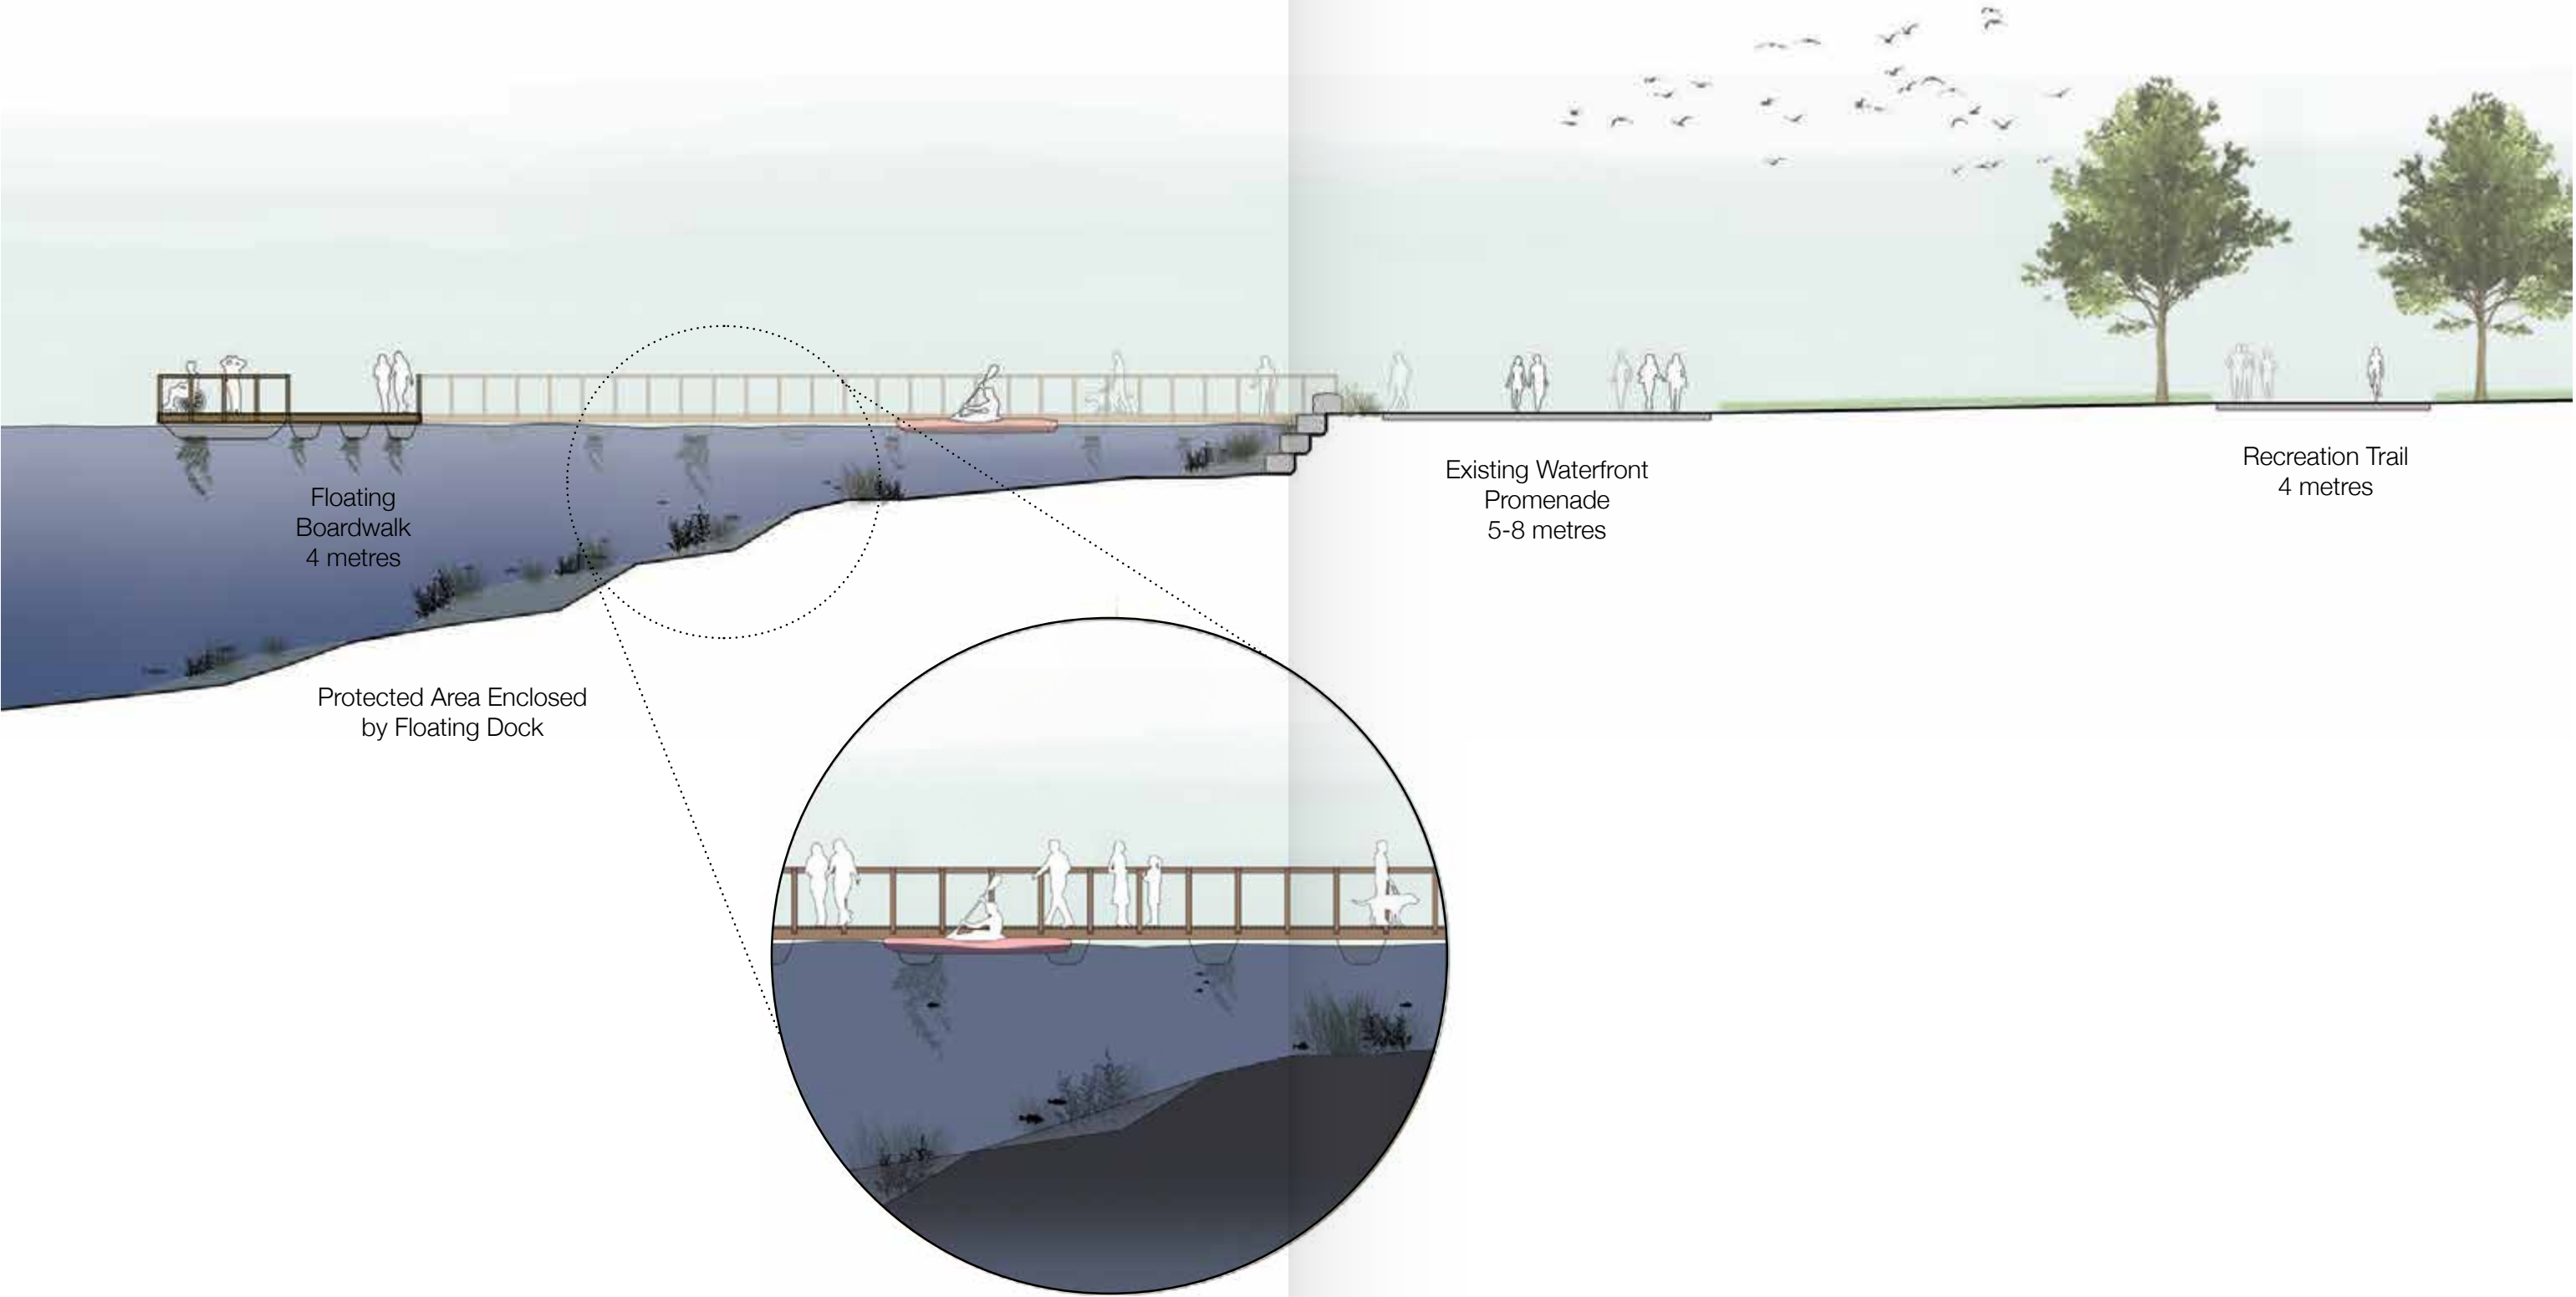 Floating
Boardwalk
4 metres
Protected Area Enclosed
by Floating Dock
Existing Waterfront
Promenade
5-8 metres
Recreation Trail
4 metres